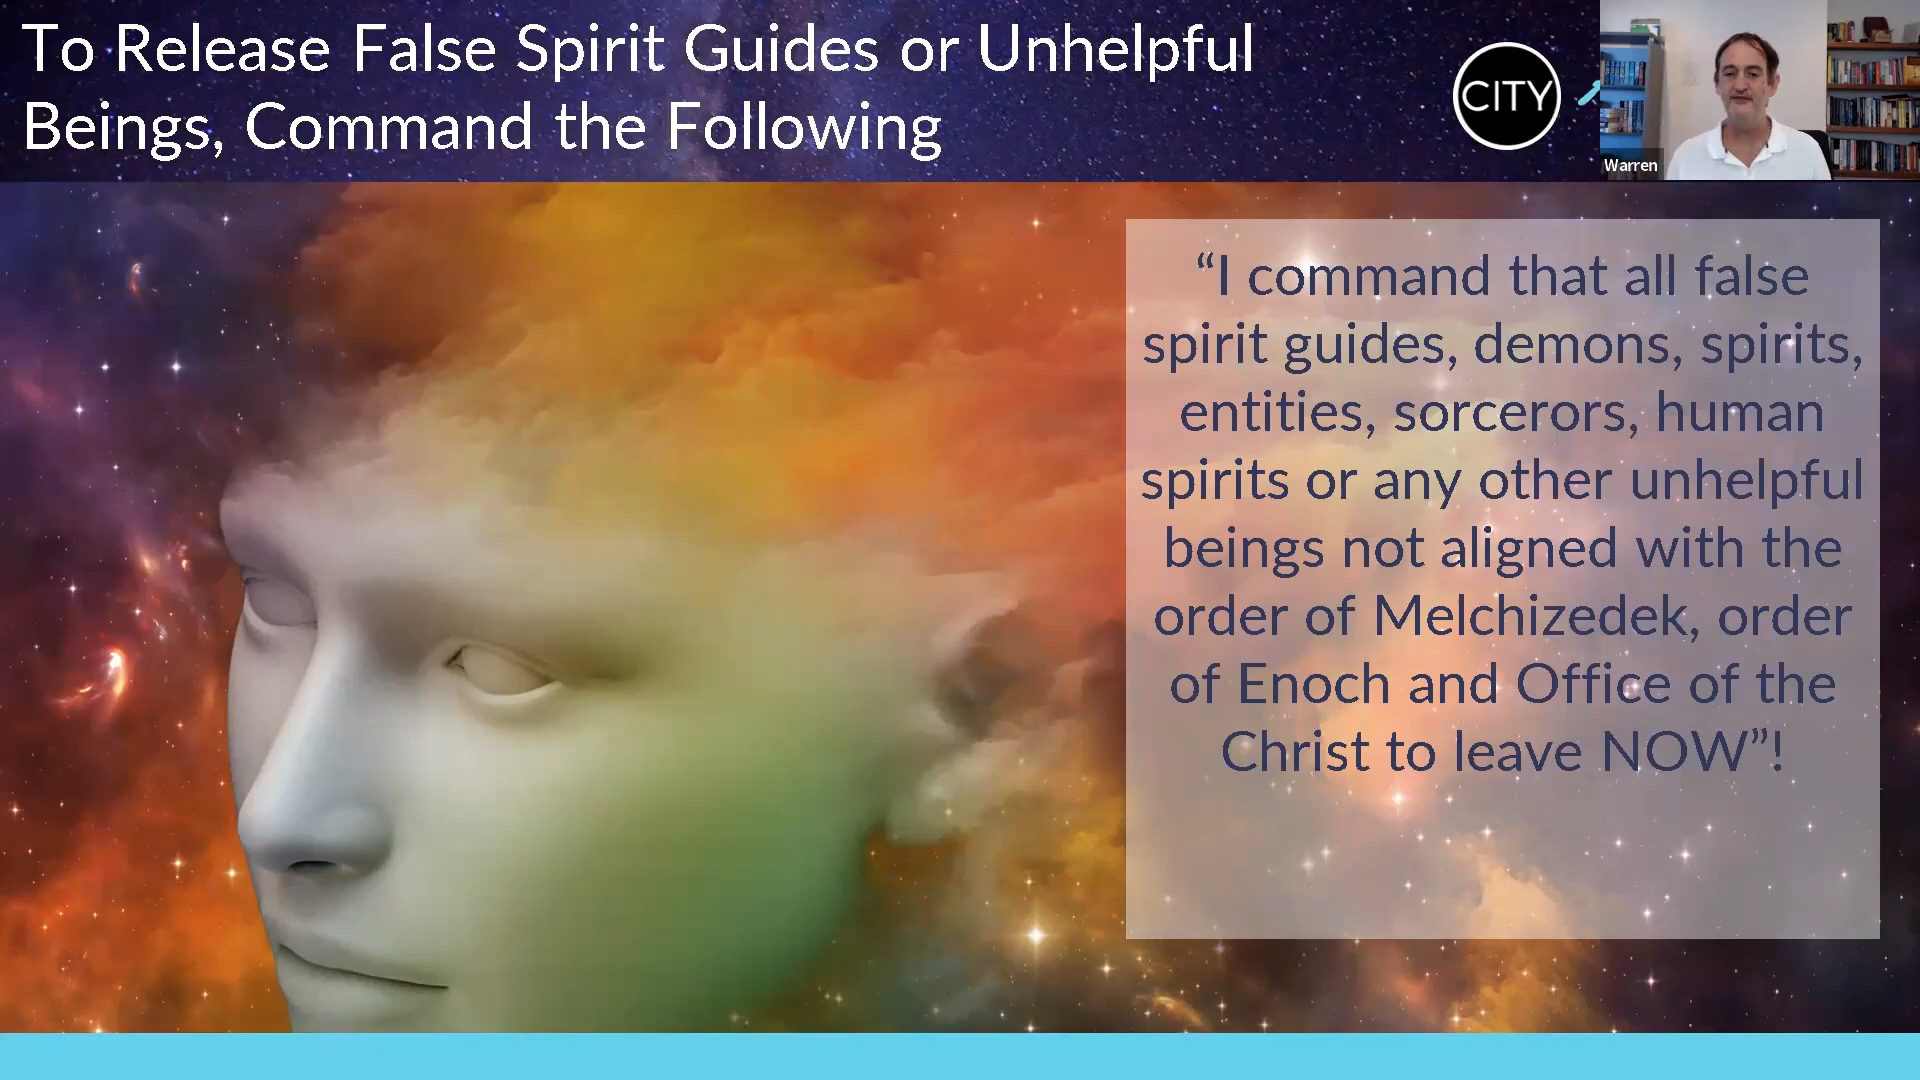 To Release False Spirit Guides or Unhelpful
Beings, Command the Following
CITY
Warren
“I command that all false
spirit guides, demons, spirits,
entities, sorcerors, human
spirits or any other unhelpful
beings not aligned with the
order of Melchizedek, order
of Enoch and Office of the
Christ to leave NOW”!